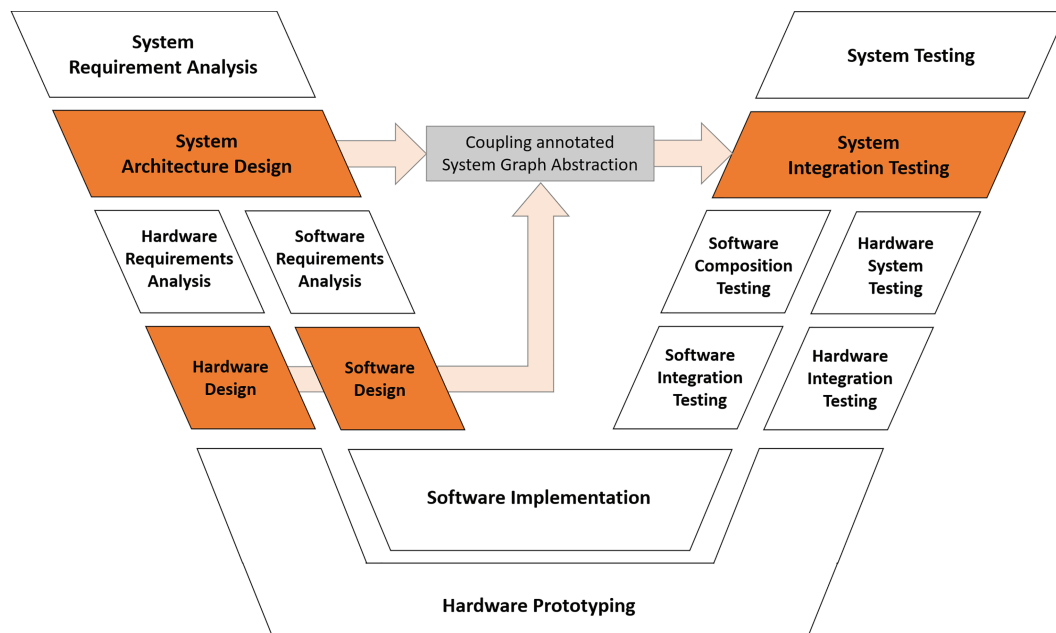 System
Requirement Analysis
System Testing
System
Architecture Design
Coupling annotated
System Graph Abstraction
System
Integration Testing
Hardware
Requirements
Analysis
Software
Requirements
Analysis
Software
Composition
Testing
Hardware
System
Testing
Hardware
Design
Software
Design
Software
Integration
Testing
Hardware
Integration
Testing
Software Implementation
Hardware Prototyping